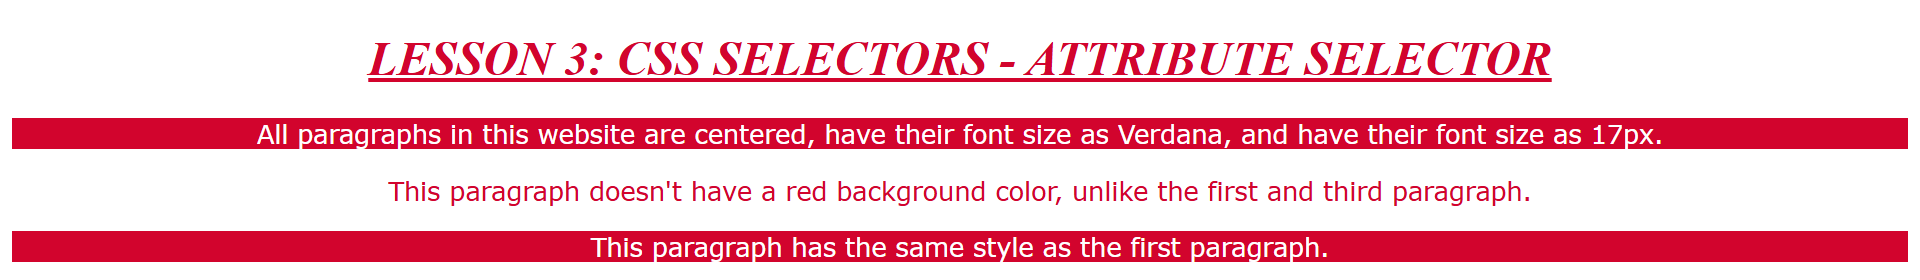 LESSON 3: CSS SELECTORS - ATTRIBUTE SELECTOR
All paragraphs in this website are centered, have their font size as Verdana, and have their font size as 17px.
This paragraph doesn't have a red background color, unlike the first and third paragraph.
This paragraph has the same style as the first paragraph.